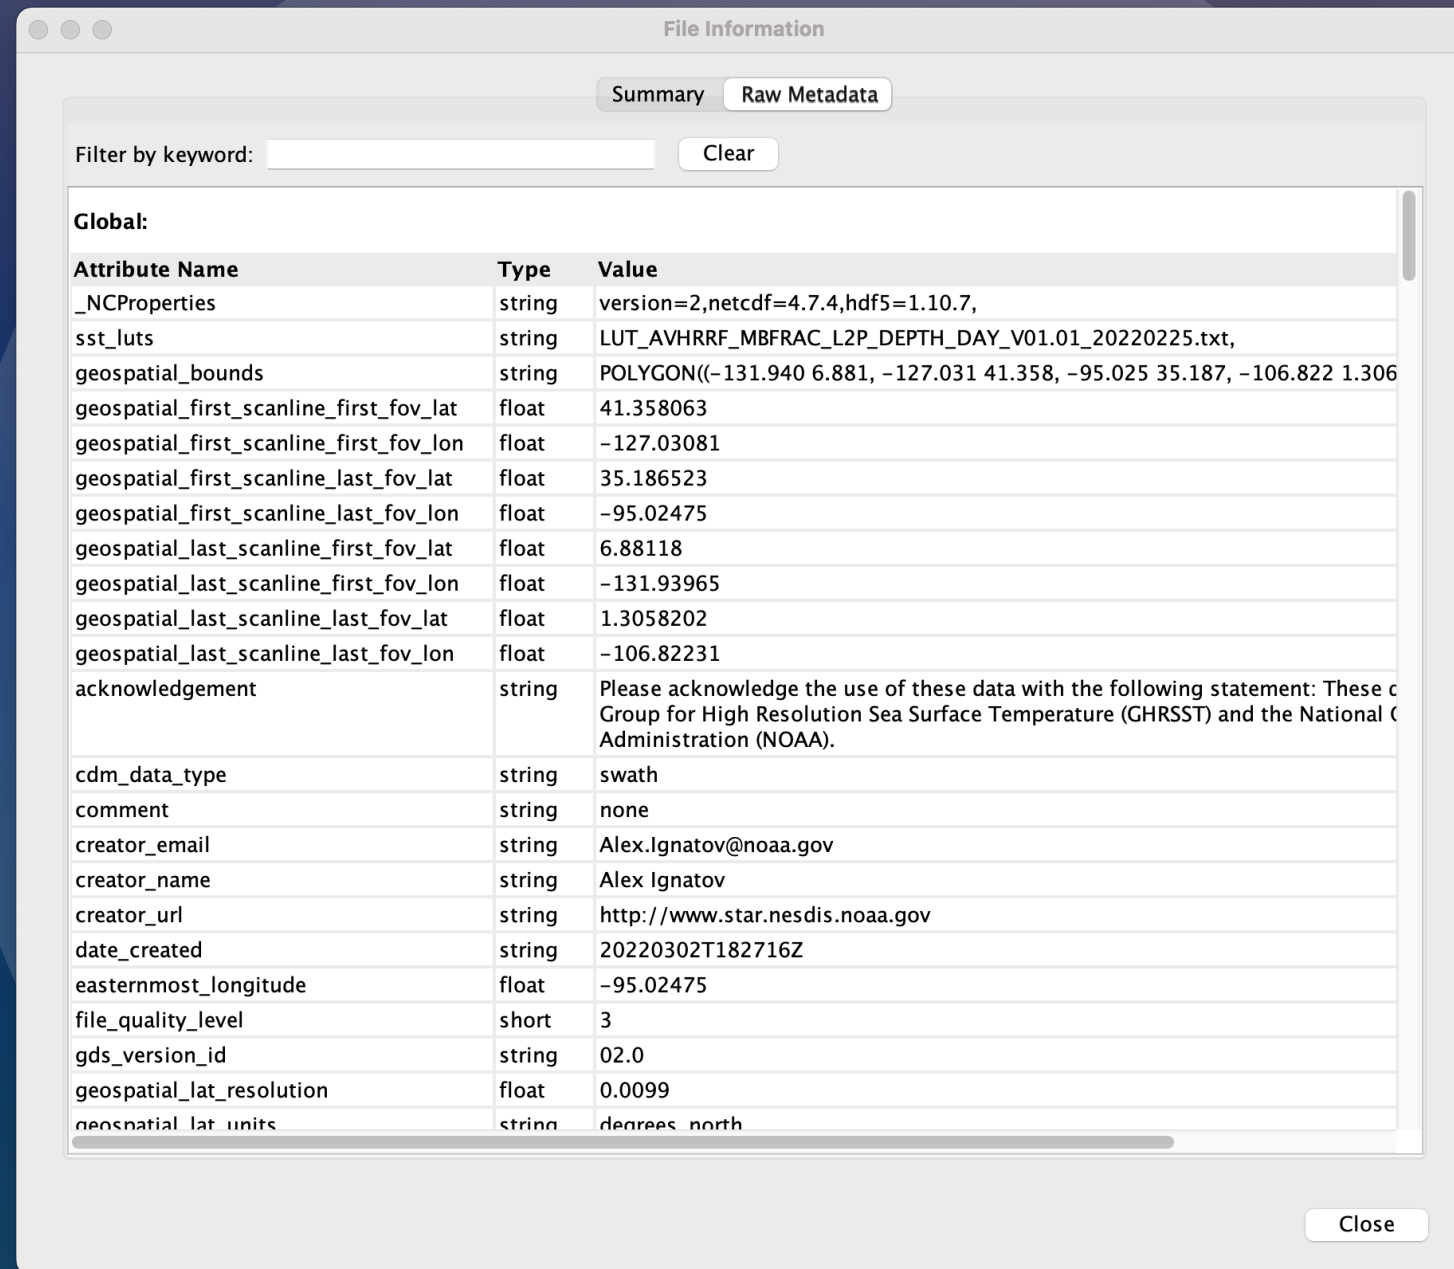 File Information
Summary Raw Metadata
Filter by keyword: Clear
Global:
Attribute Name Type Value
_NCProperties string version=2,netcdf=4.7.4,hdf5=1.10.7,
sst_luts string LUT_AVHRRF_MBFRAC_L2P_DEPTH_DAY_V01.01_20220225.txt,
geospatial_bounds string POLYGON((-131.940 6.881, -127.031 41.358, -95.025 35.187, -106.822 1.306
geospatial_first_scanline_first_fov_lat float 41.358063
geospatial_first_scanline_first_fov_lon float -127.03081
geospatial_first_scanline_last_fov_lat float 35.186523
geospatial_first_scanline_last_fov_lon float -95.02475
geospatial_last_scanline_first_fov_lat float 6.88118
geospatial_last_scanline_first_fov_lon float -131.93965
geospatial_last_scanline_last_fov_lat float 1.3058202
geospatial_last_scanline_last_fov_lon float -106.82231
acknowledgement string Please acknowledge the use of these data with the following statement: These
Group for High Resolution Sea Surface Temperature (GHRSST) and the National
Administration (NOAA).
cdm_data_type string swath
comment string none
creator_email string Alex.Ignatov@noaa.gov
creator_name string Alex Ignatov
creator_url string http://www.star.nesdis.noaa.gov
date_created string 20220302T182716Z
easternmost_longitude float -95.02475
file_quality_level short 3
gds_version_id string 02.0
geospatial_lat_resolution float 0.0099
geospatial_lat_units string degrees_north
Close